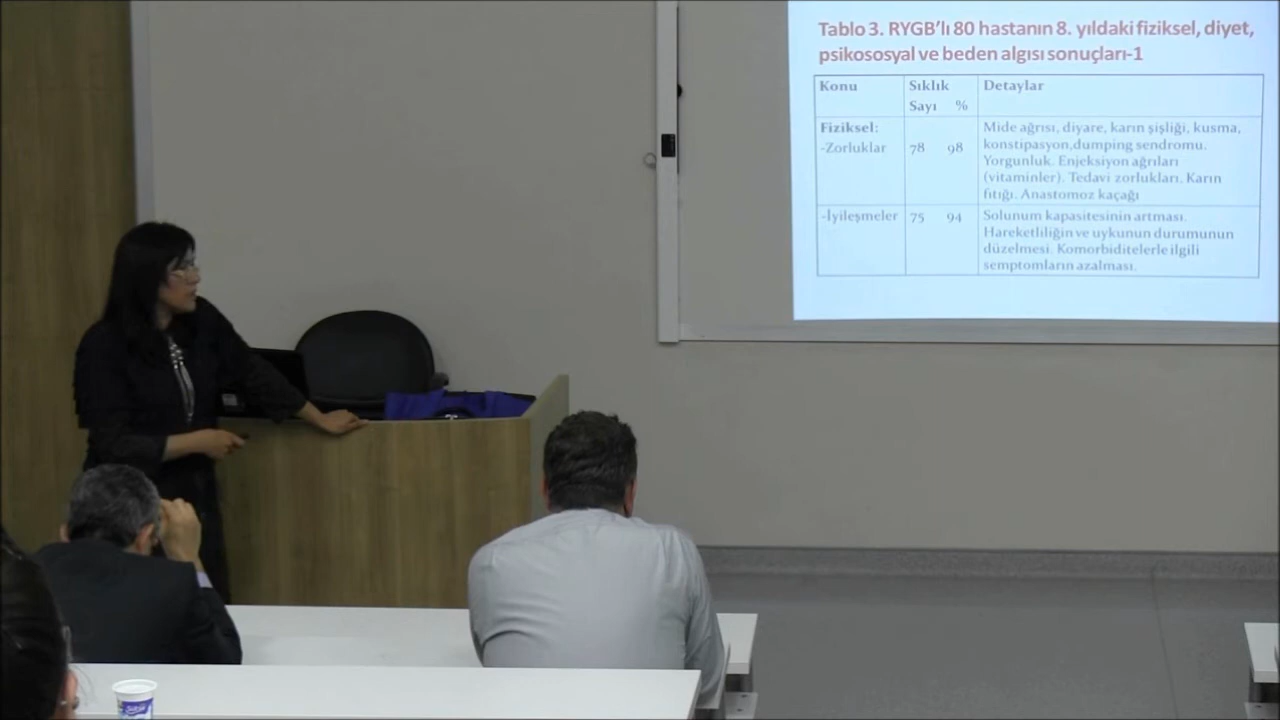 Tablo 3. RYGB'lı 80 hastanın 8. yıldaki fiziksel, diyet,
psikososyal ve beden algısı sonuçları-1
Konu Sıklık Detaylar
Sayı %
Fiziksel: Mide ağrısı, diyare, karın şişliği, kusma,
-Zorluklar 78 98 konstipasyon,dumping sendromu.
Yorgunluk. Enjeksiyon ağrıları
(vitaminler). Tedavi zorlukları. Karın
fıtığı. Anastomoz kaçağı
-İyileşmeler 75 94 Solunum kapasitesinin artması.
Hareketliliğin ve uykunun durumunun
düzelmesi. Komorbiditelerle ilgili
semptomların azalması.